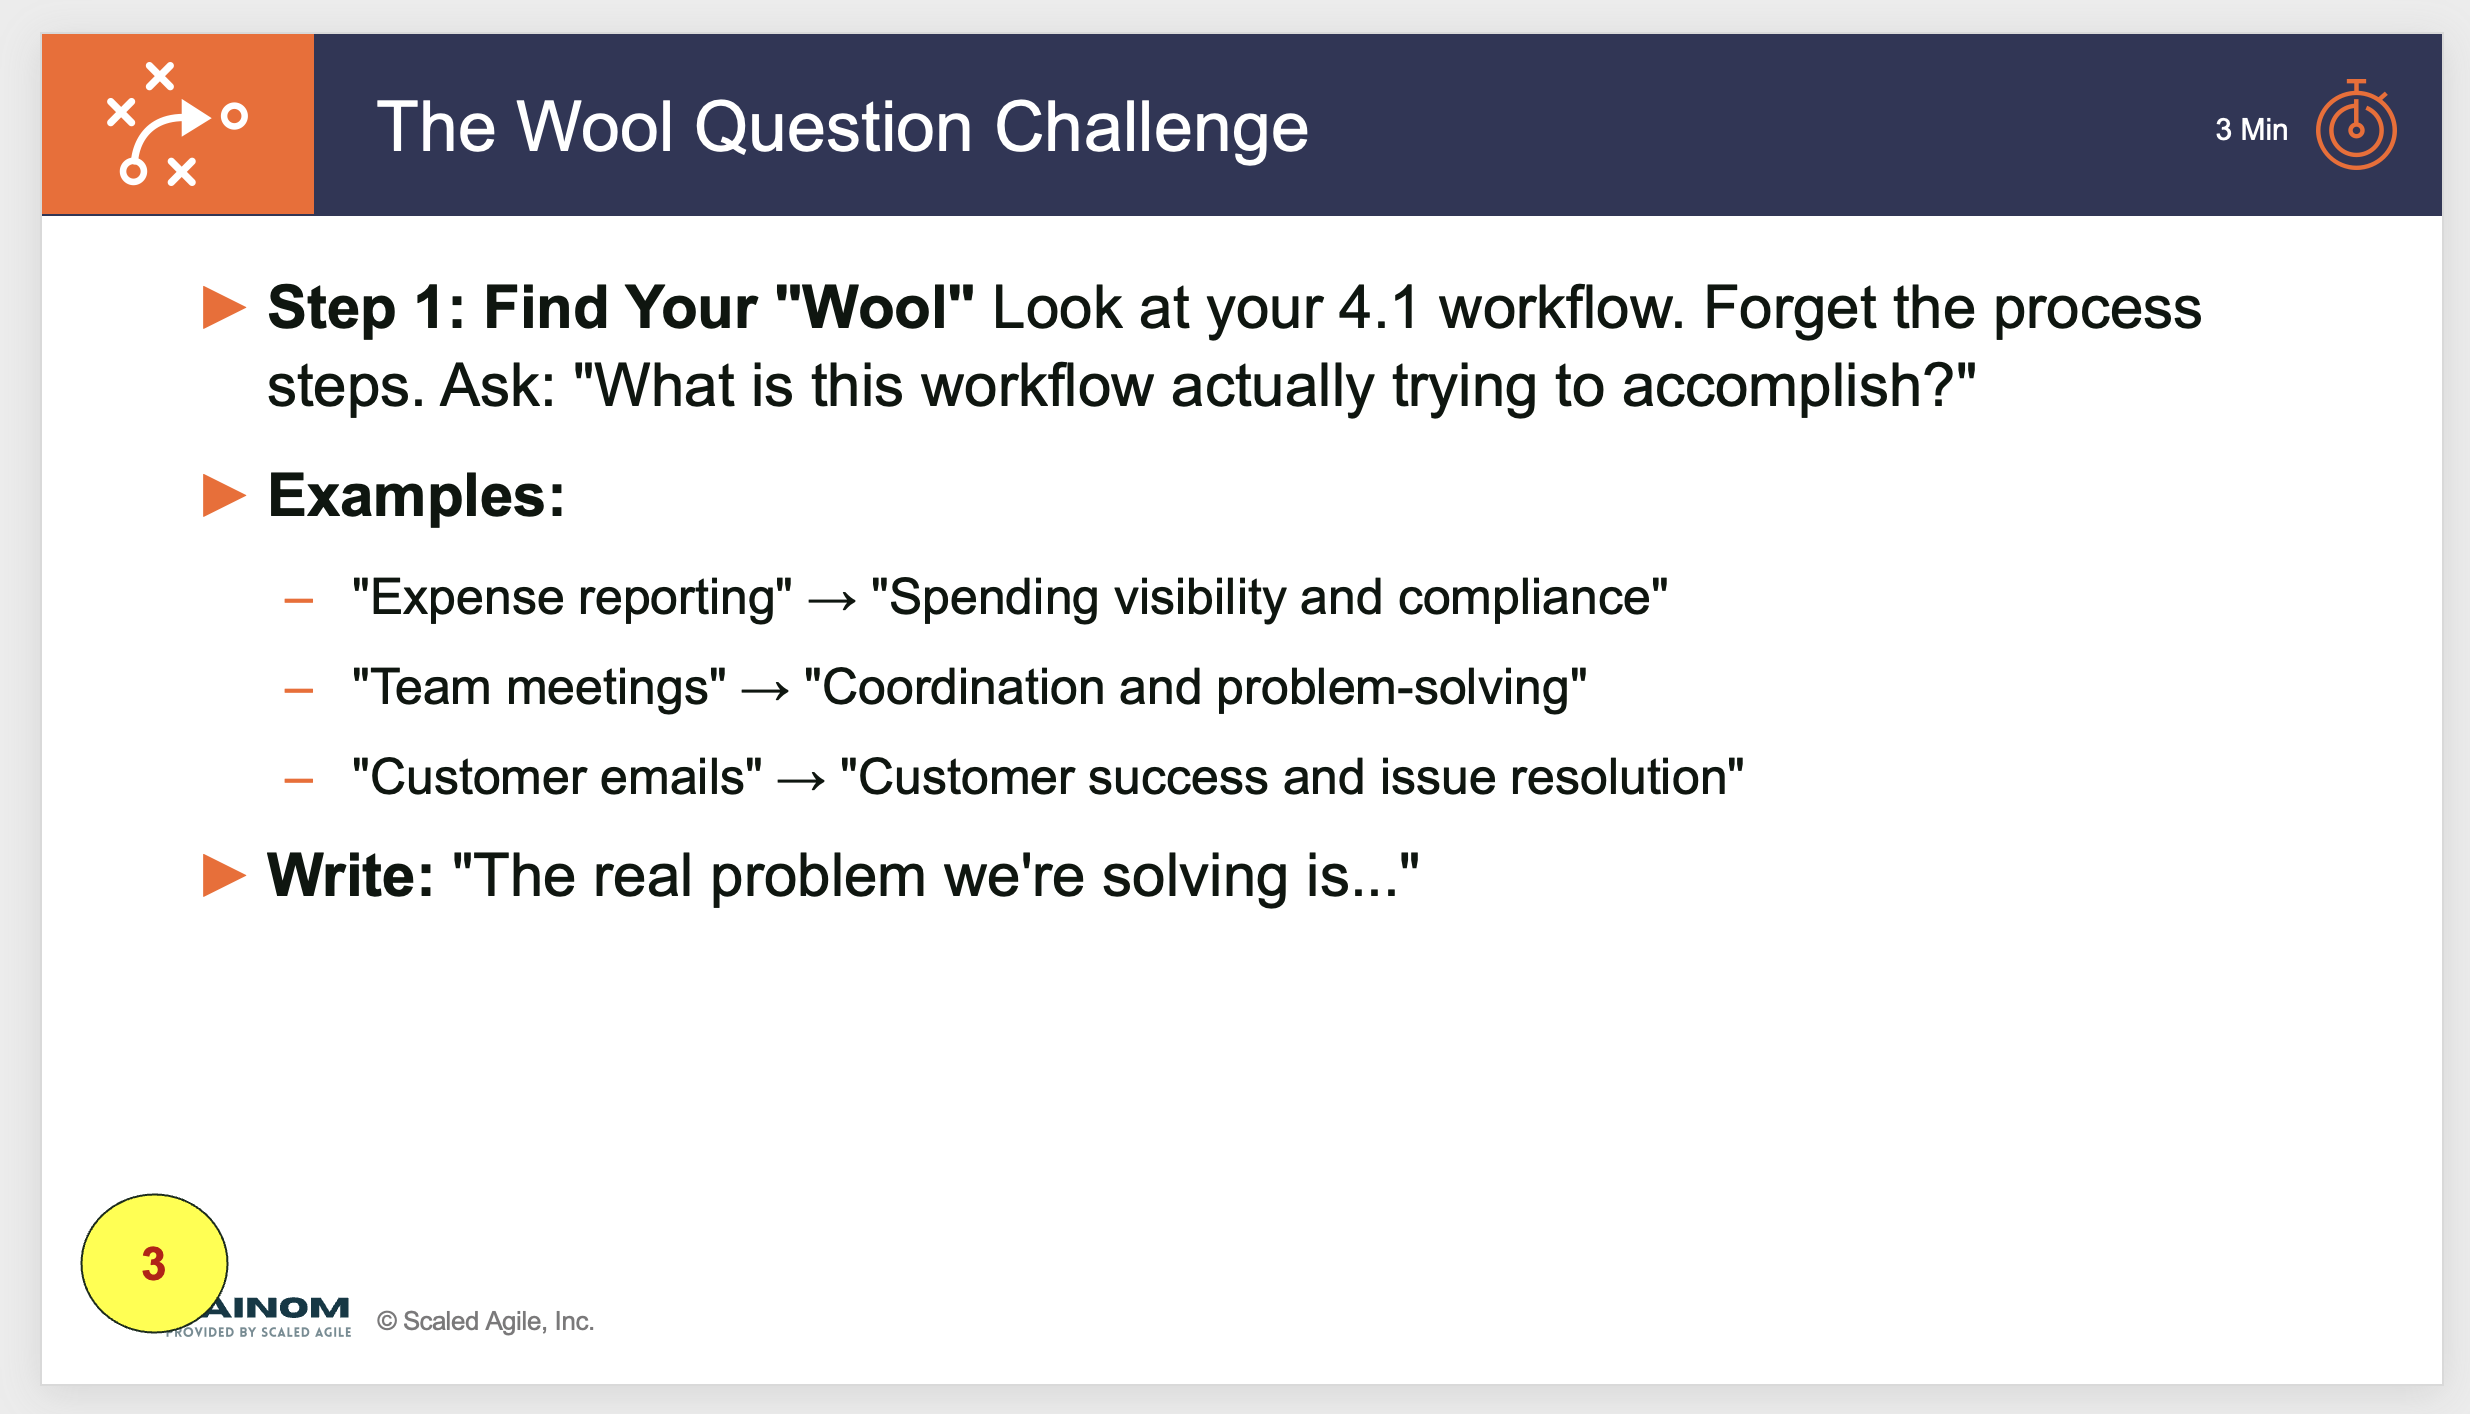 The Wool Question Challenge
3 Min
Step 1: Find Your "Wool" Look at your 4.1 workflow. Forget the process
steps. Ask: "What is this workflow actually trying to accomplish?"
Examples:
– "Expense reporting" → "Spending visibility and compliance"
– "Team meetings" → "Coordination and problem-solving"
– "Customer emails" → "Customer success and issue resolution"
Write: "The real problem we're solving is..."
3
AINOM
PROVIDED BY SCALED AGILE
© Scaled Agile, Inc.